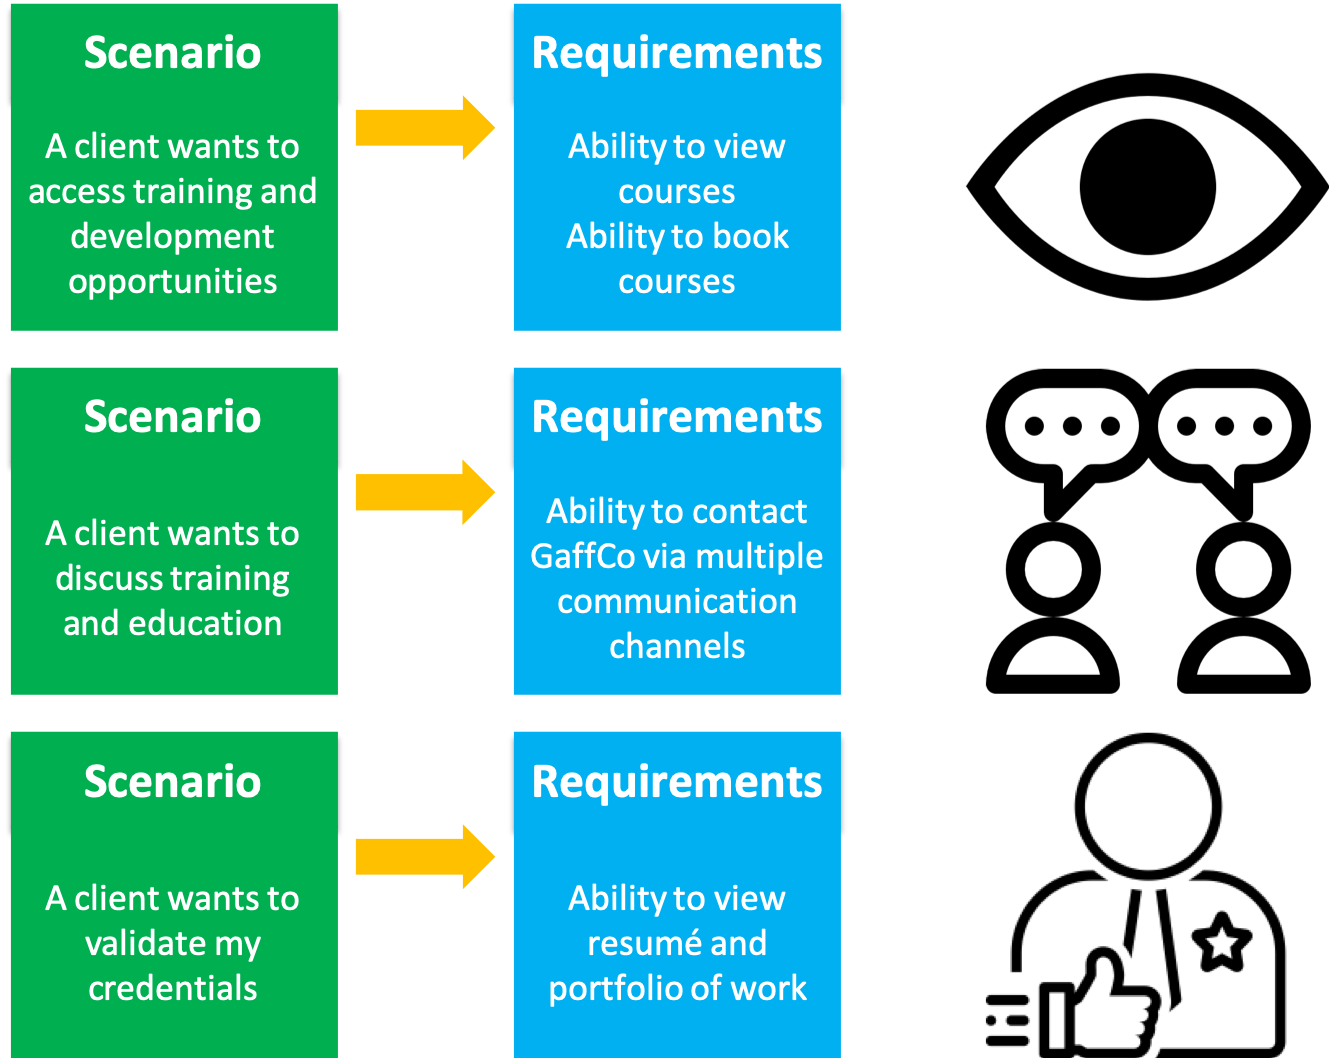 Scenario
A client wants to
access training and
development
opportunities
Requirements
Ability to view
courses
Ability to book
courses
Scenario
A client wants to
discuss training
and education
Requirements
Ability to contact
GaffCo via multiple
communication
channels
Scenario
A client wants to
validate my
credentials
Requirements
Ability to view
resumé and
portfolio of work